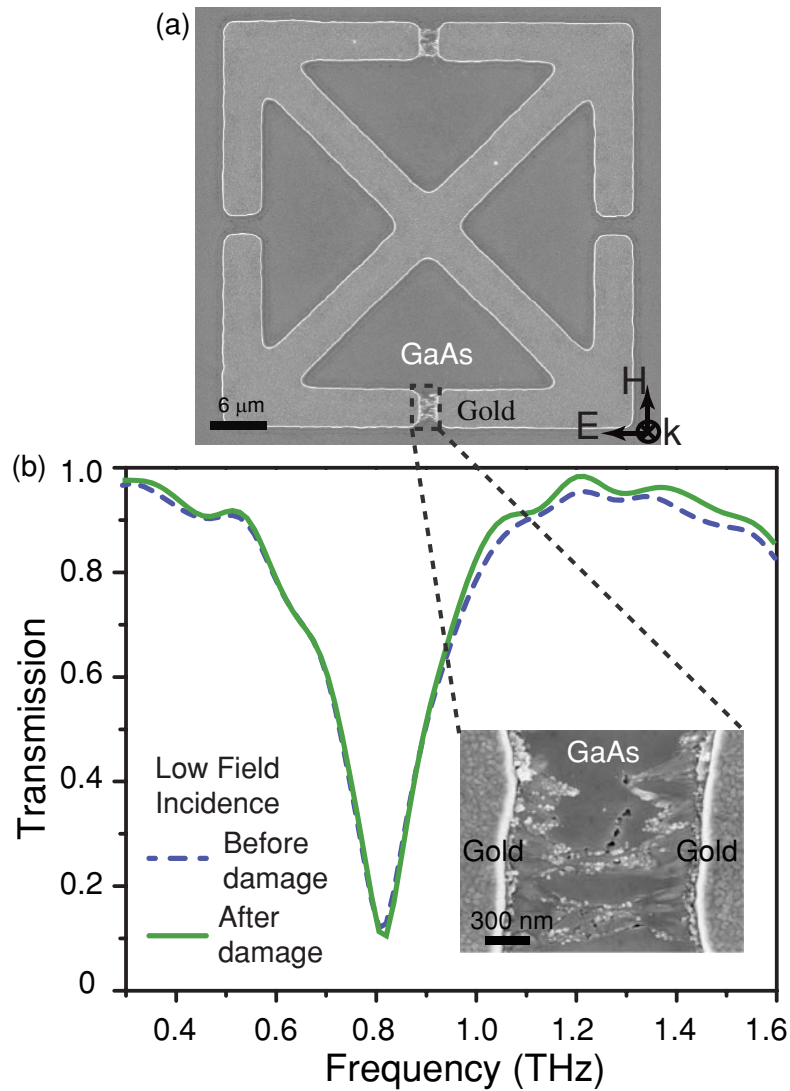 (a)
GaAs
6 μm
Gold
H
E
k
(b)
1.0
0.8
0.6
0.4
0.2
0
Transmission
Low Field
Incidence
Before
damage
After
damage
GaAs
Gold
Gold
300 nm
0.4
0.6
0.8
1.0
1.2
1.4
1.6
Frequency (THz)